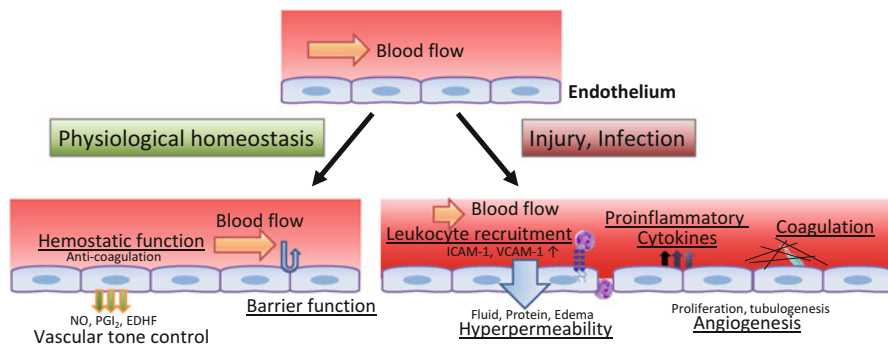 Blood flow
Endothelium
Physiological homeostasis
Injury, Infection
Blood flow
Hemostatic function
Anti-coagulation
Barrier function
NO, PGI₂, EDHF
Vascular tone control
Blood flow
Leukocyte recruitment
ICAM-1, VCAM-1 ↑
Proinflammatory
Cytokines
Coagulation
Fluid, Protein, Edema
Hyperpermeability
Proliferation, tubulogenesis
Angiogenesis